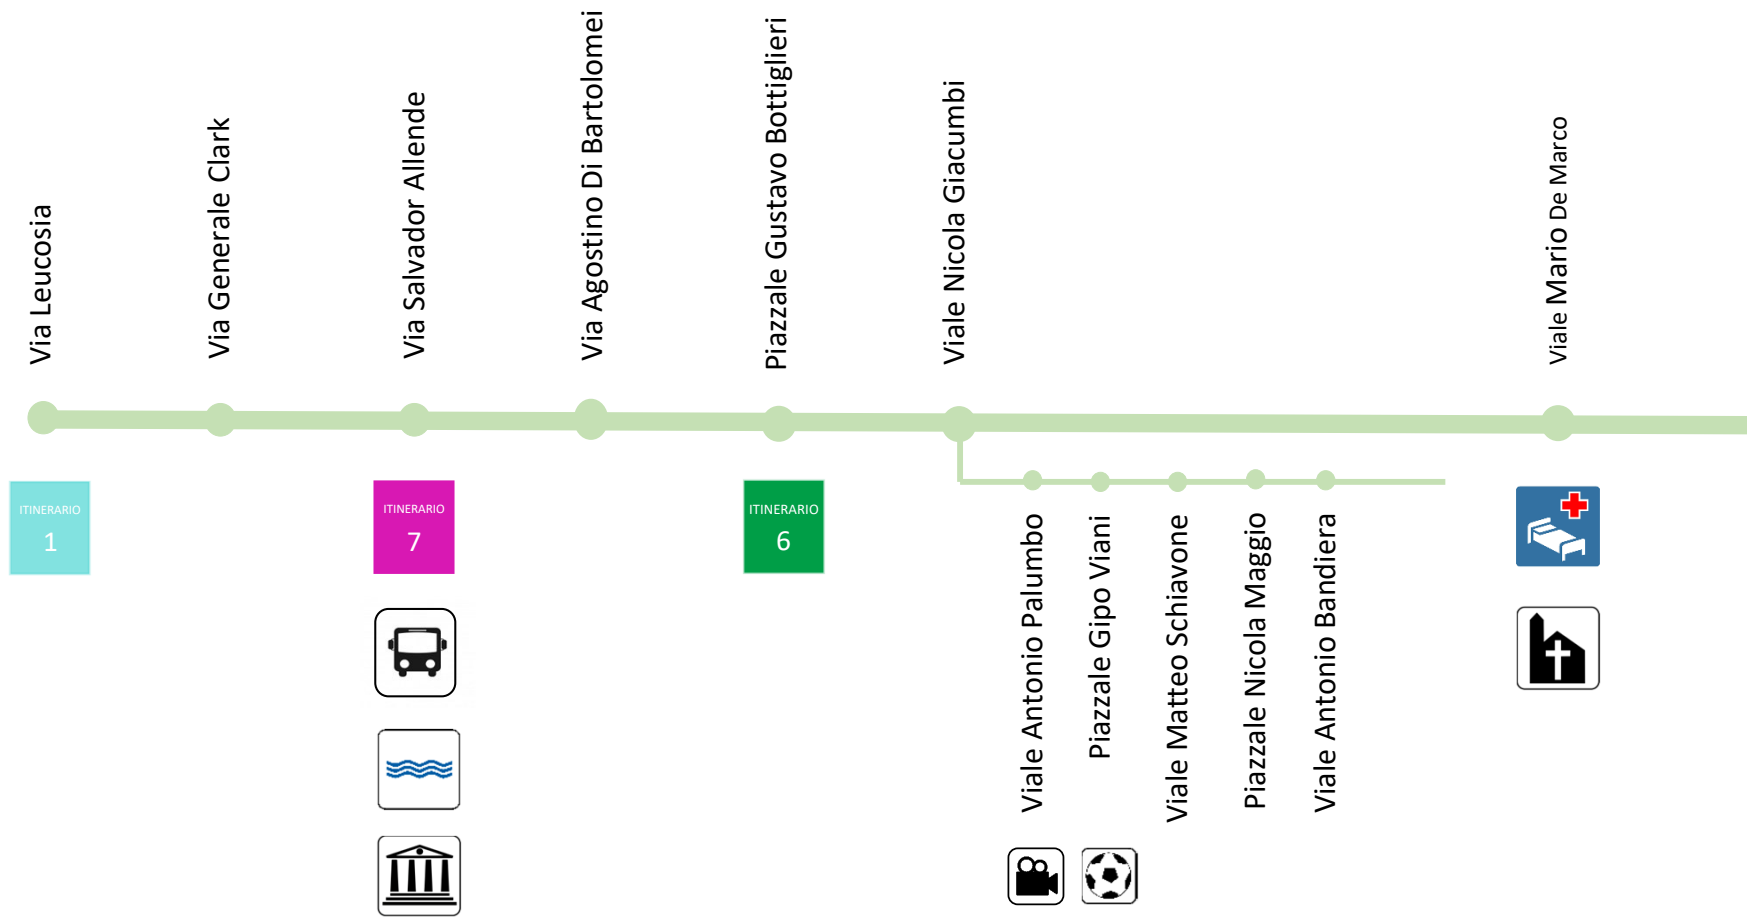 Via Leucosia
Via Generale Clark
Via Salvador Allende
Via Agostino Di Bartolomei
Piazzale Gustavo Bottiglieri
Viale Nicola Giacumbi
Viale Mario De Marco
ITINERARIO
1
ITINERARIO
7
ITINERARIO
6
Viale Antonio Palumbo
Piazzale Gipo Viani
Viale Matteo Schiavone
Piazzale Nicola Maggio
Viale Antonio Bandiera